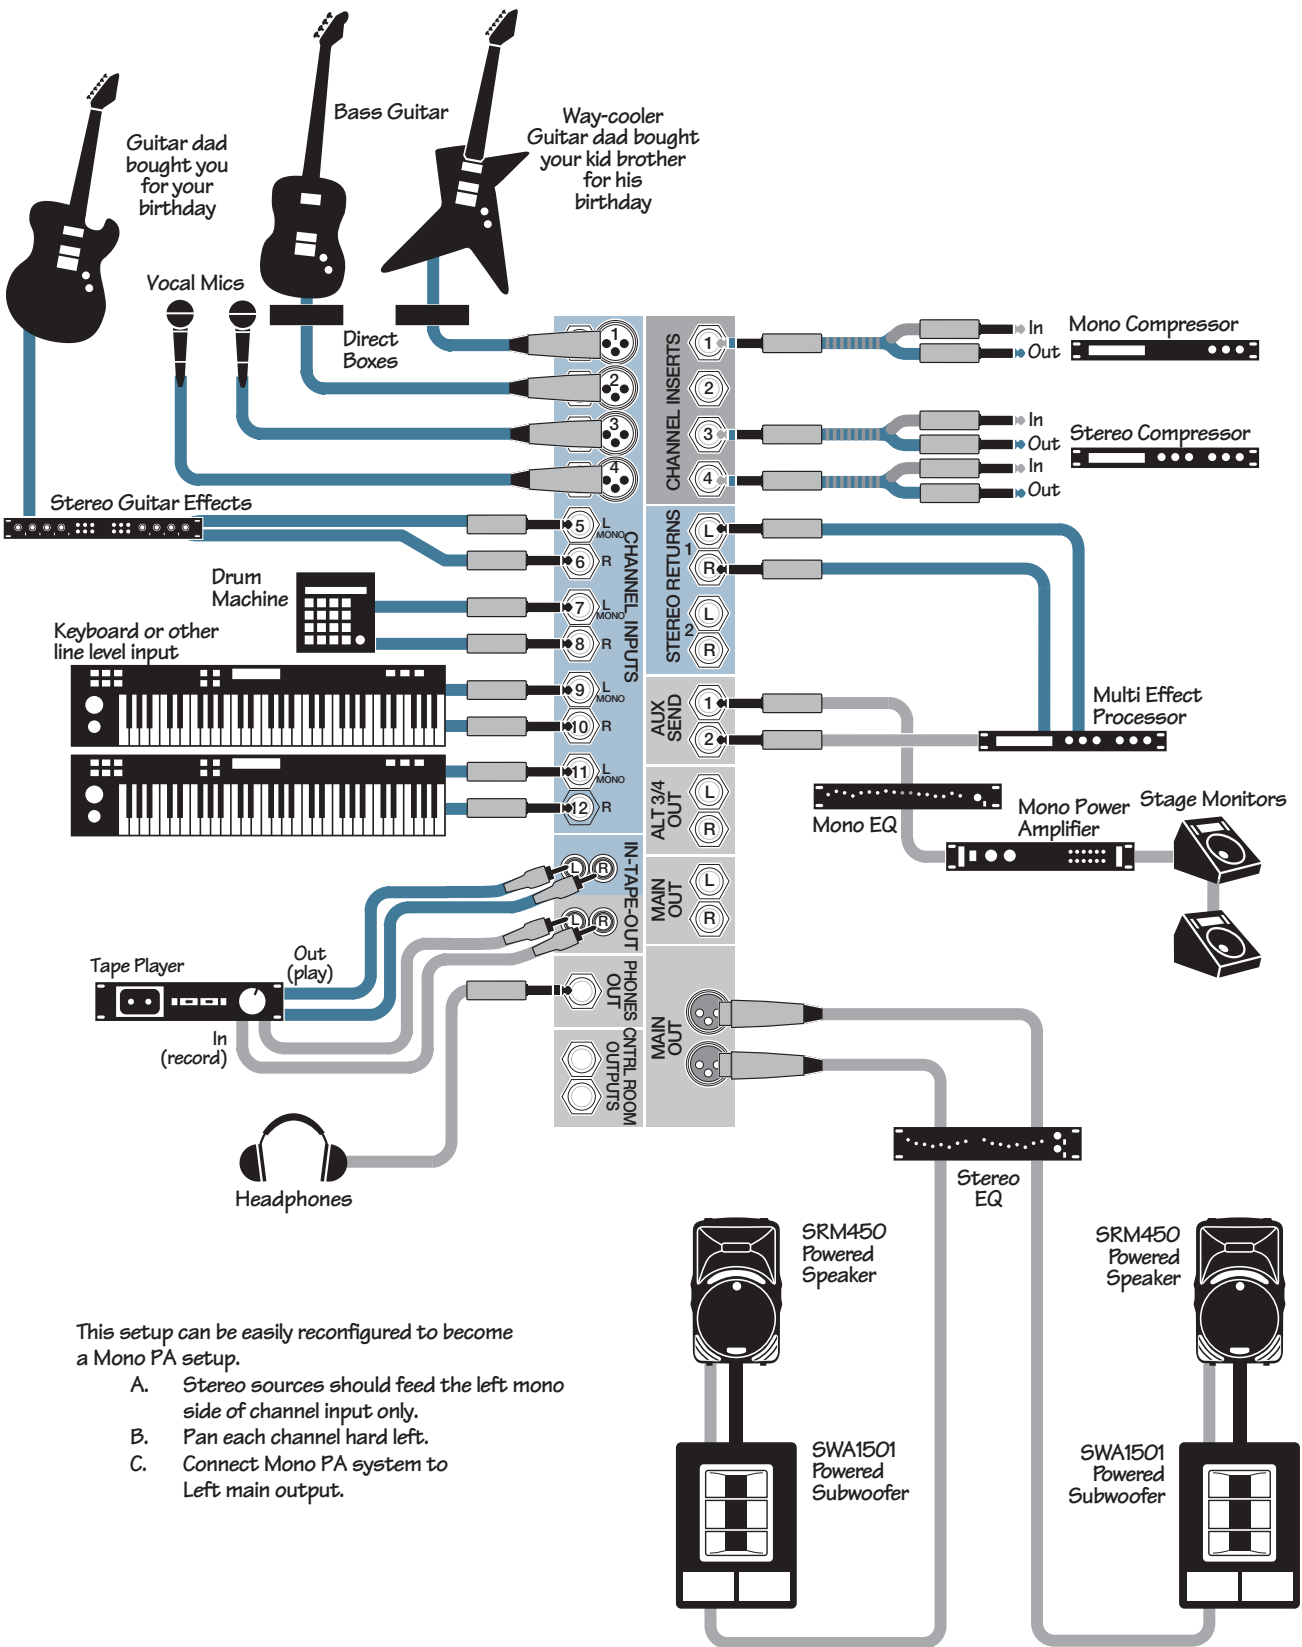 Guitar dad
bought you
for your
birthday
Bass Guitar
Way-cooler
Guitar dad bought
your kid brother
for his
birthday
Vocal Mics
Direct
Boxes
Stereo Guitar Effects
Drum
Machine
Keyboard or other
line level input
1
2
3
4
5 L
MONO
6 R
7 L
MONO
8 R
9 L
MONO
10 R
11 L
MONO
12 R
CHANNEL INPUTS
L R
L R
IN-TAPE-OUT
PHONES
OUT
CNTRL ROOM
OUTPUTS
Tape Player
Out
(play)
In
(record)
Headphones
CHANNEL INSERTS
1
2
3
4
STEREO RETURNS
1
L
R
2
L
R
AUX
SEND
1
2
ALT 3/4
OUT
L
R
MAIN
OUT
L
R
MAIN
OUT
In
Out
Mono Compressor
In
Out
In
Out
Stereo Compressor
Multi Effect
Processor
Mono EQ
Mono Power
Amplifier
Stage Monitors
Stereo
EQ
SRM450
Powered
Speaker
SRM450
Powered
Speaker
SWA1501
Powered
Subwoofer
SWA1501
Powered
Subwoofer
This setup can be easily reconfigured to become
a Mono PA setup.
A. Stereo sources should feed the left mono
side of channel input only.
B. Pan each channel hard left.
C. Connect Mono PA system to
Left main output.